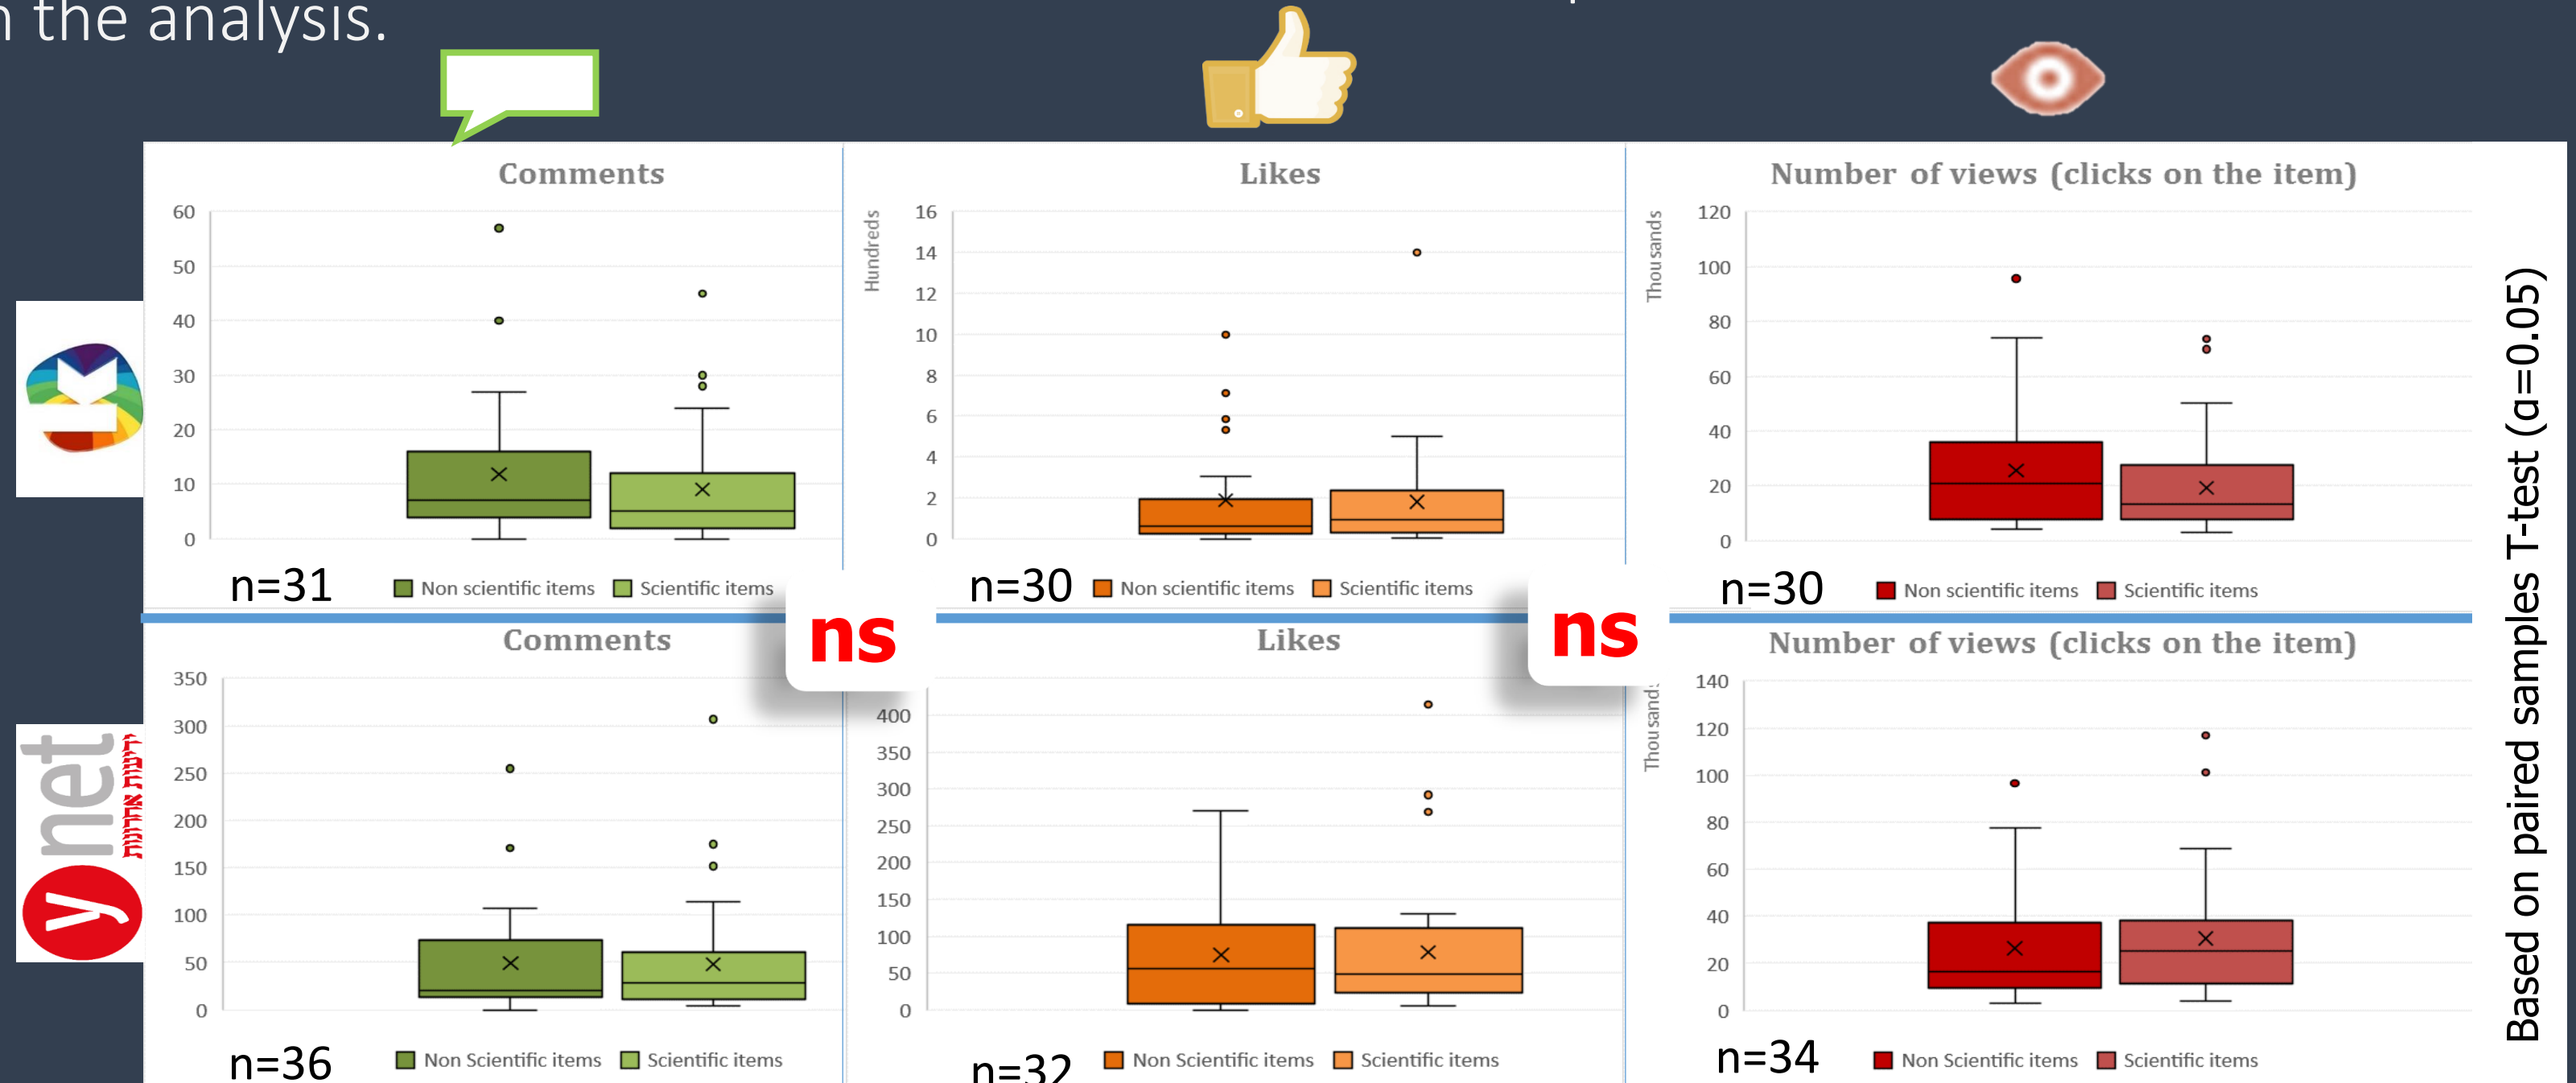 n the analysis.
Comments
60
50
40
30
20
10
0
n=31
Non scientific items
Scientific items
Likes
Hundreds
16
14
12
10
8
6
4
2
0
n=30
Non scientific items
Scientific items
Number of views (clicks on the item)
Thousands
120
100
80
60
40
20
0
n=30
Non scientific items
Scientific items
ns
ns
ynet
ידיעות אחרונות
Comments
350
300
250
200
150
100
50
0
n=36
Non Scientific items
Scientific items
Likes
400
350
300
250
200
150
100
50
0
n=32
Non Scientific items
Scientific items
Number of views (clicks on the item)
Thousands
140
120
100
80
60
40
20
0
n=34
Non Scientific items
Scientific items
Based on paired samples T-test (α=0.05)